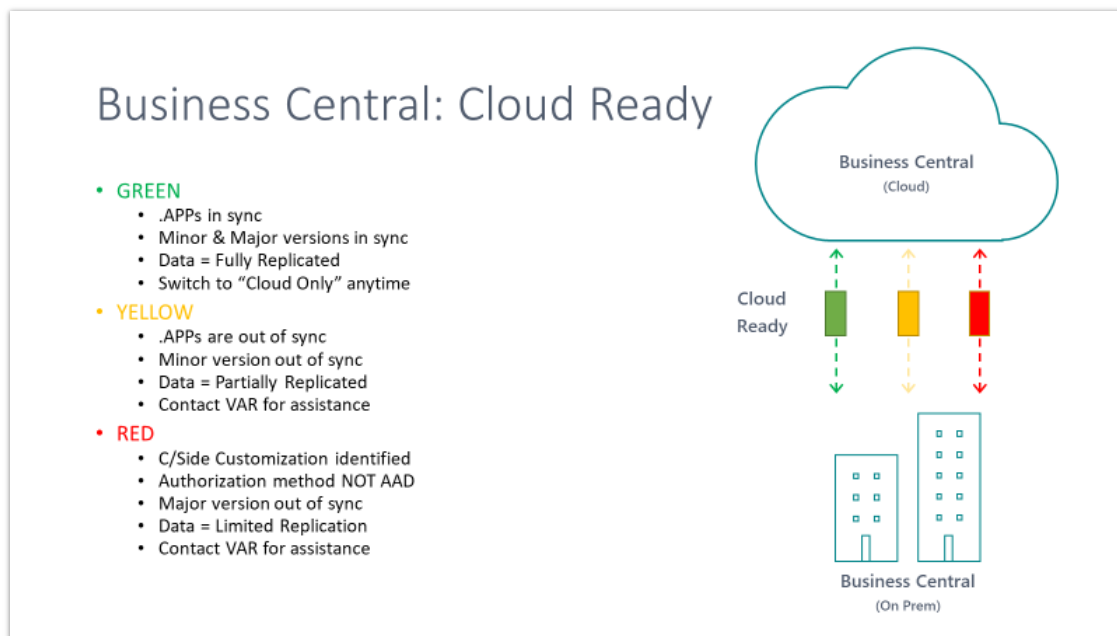 Business Central: Cloud Ready
• GREEN
• .APPs in sync
• Minor & Major versions in sync
• Data = Fully Replicated
• Switch to “Cloud Only” anytime
• YELLOW
• .APPs are out of sync
• Minor version out of sync
• Data = Partially Replicated
• Contact VAR for assistance
• RED
• C/Side Customization identified
• Authorization method NOT AAD
• Major version out of sync
• Data = Limited Replication
• Contact VAR for assistance
Business Central
(Cloud)
Cloud
Ready
Business Central
(On Prem)